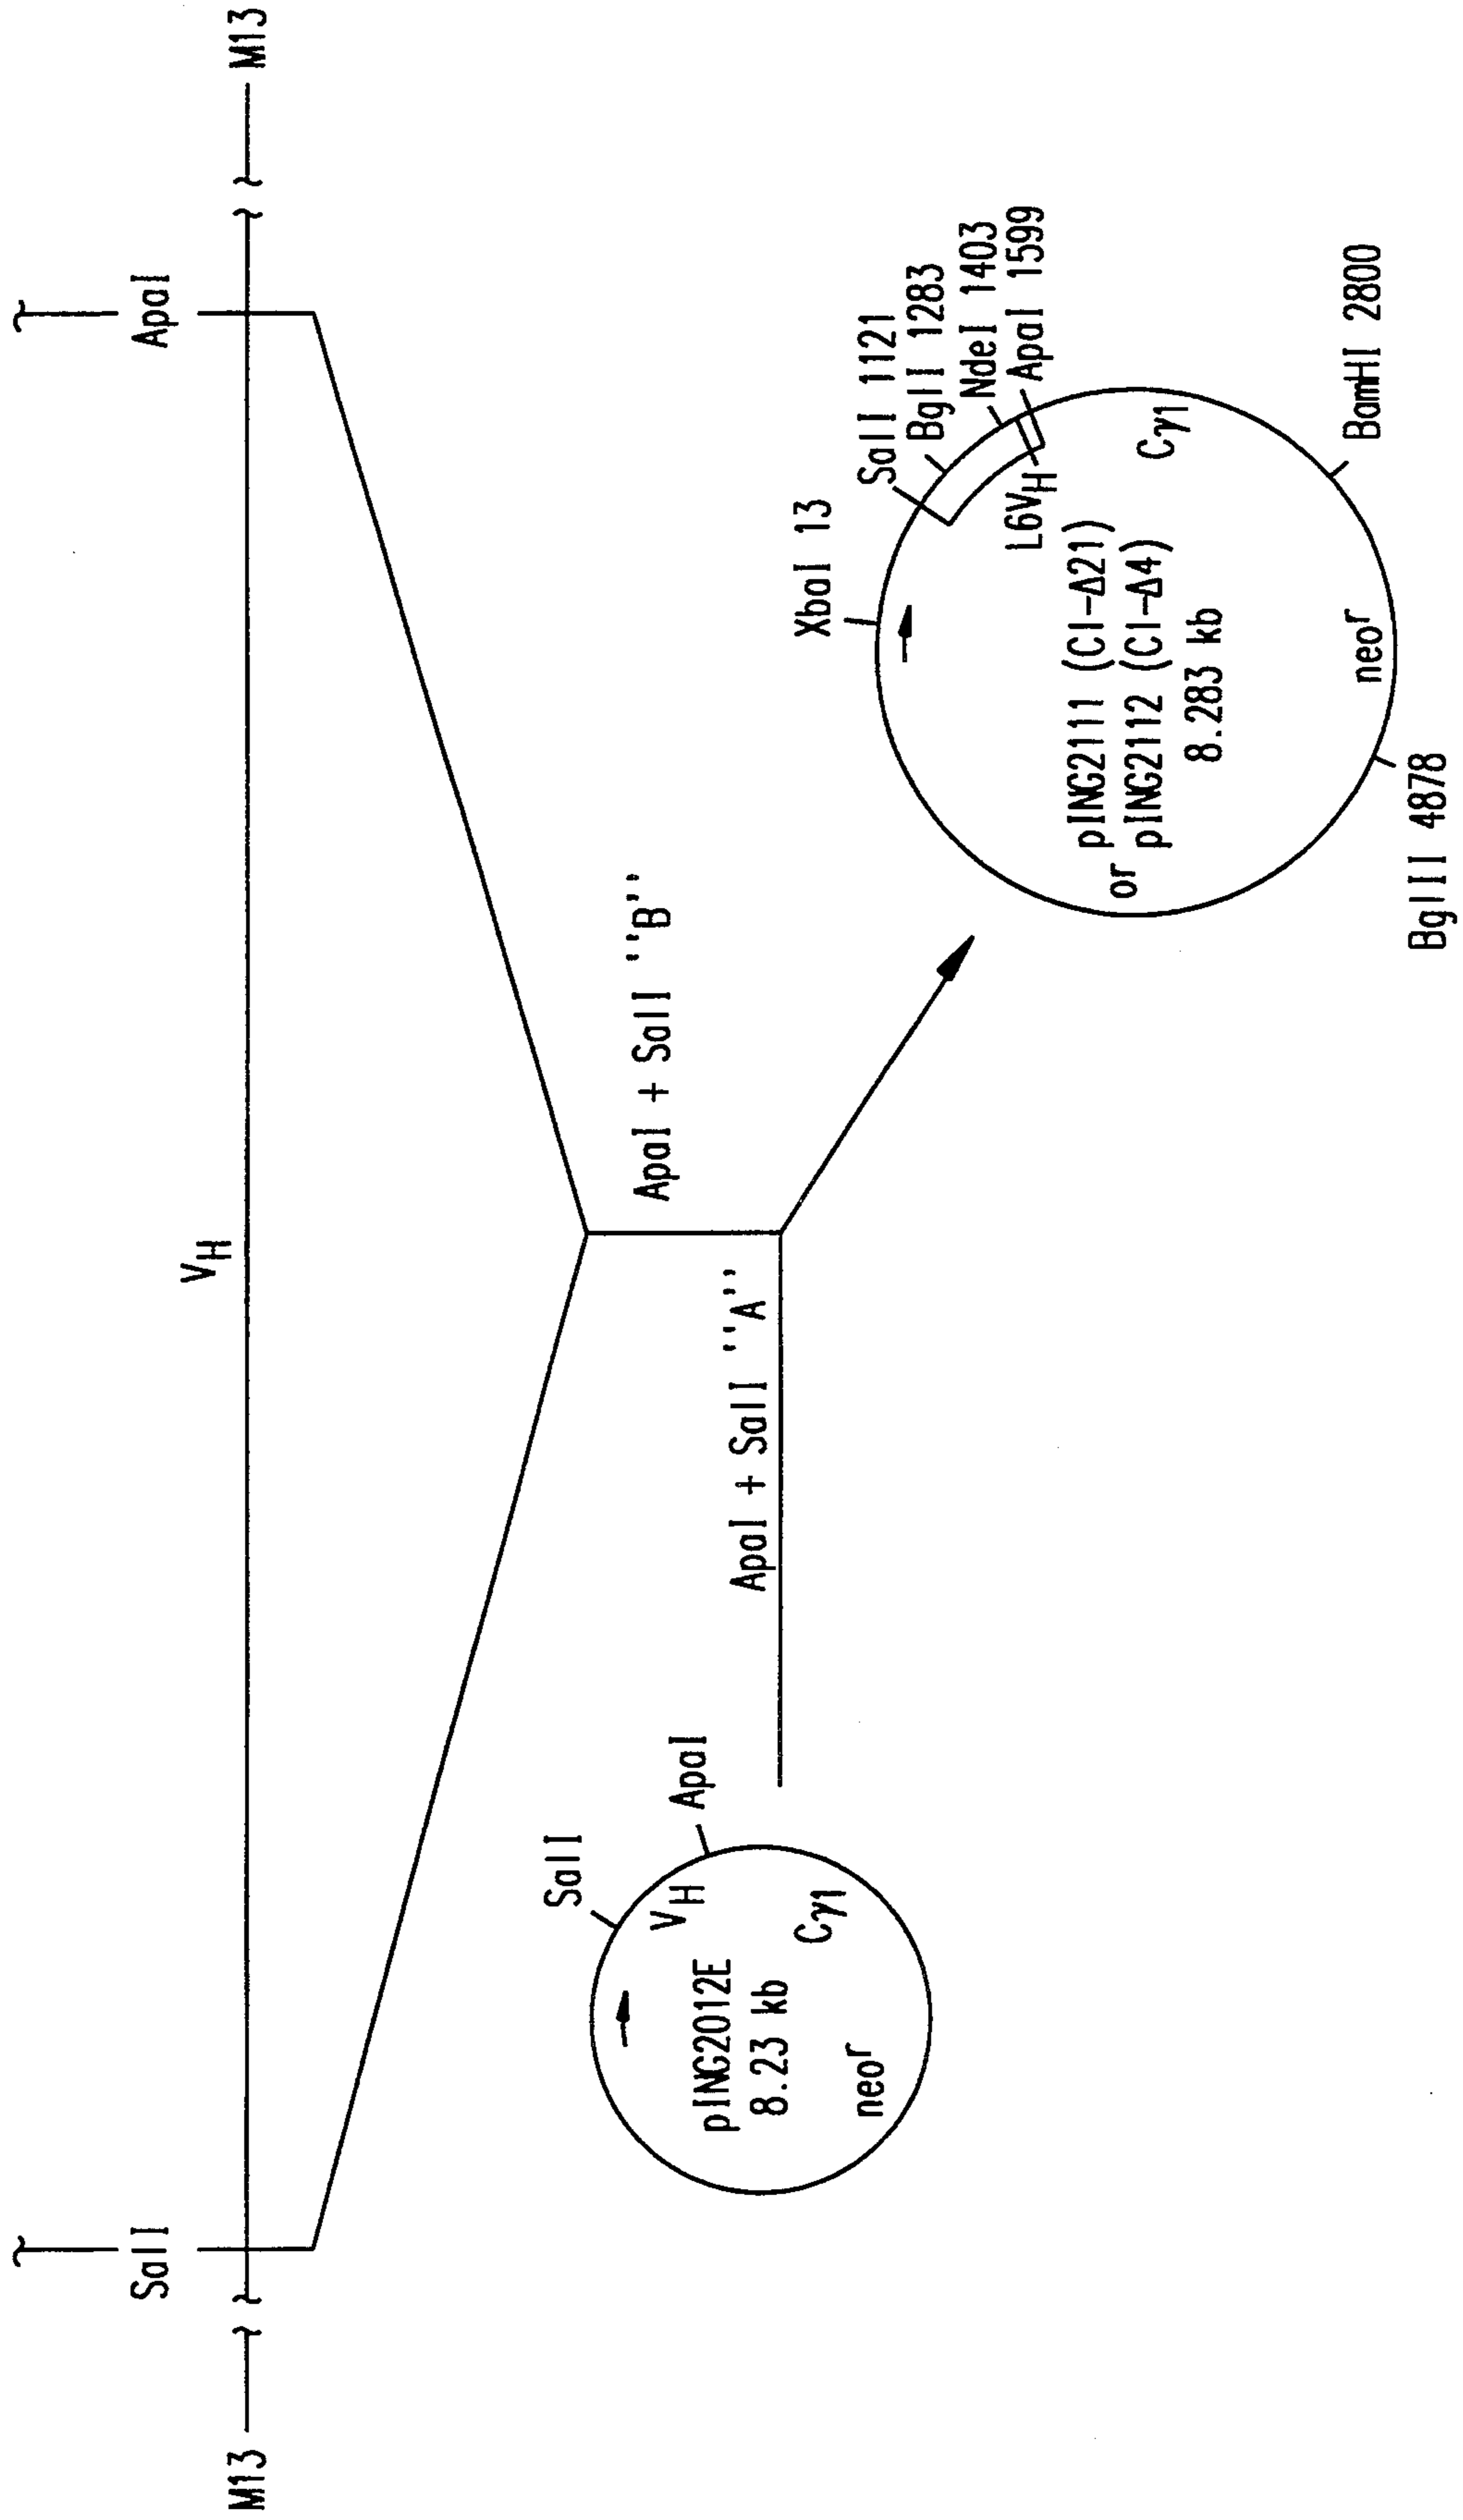 SalI
ApaI
M13
VH
M13
ApaI + SalI "B"
ApaI + SalI "A"
SalI
ApaI
VH
pING2012E
8.23 kb
Cγ1
neor
XbaI 13
SalI 1121
BglI 1283
NdeI 1403
ApaI 1599
L6VH
Cγ1
pING2111 (CI-Δ21)
or pING2112 (CI-Δ4)
8.283 kb
neor
BamHI 2800
BglII 4878